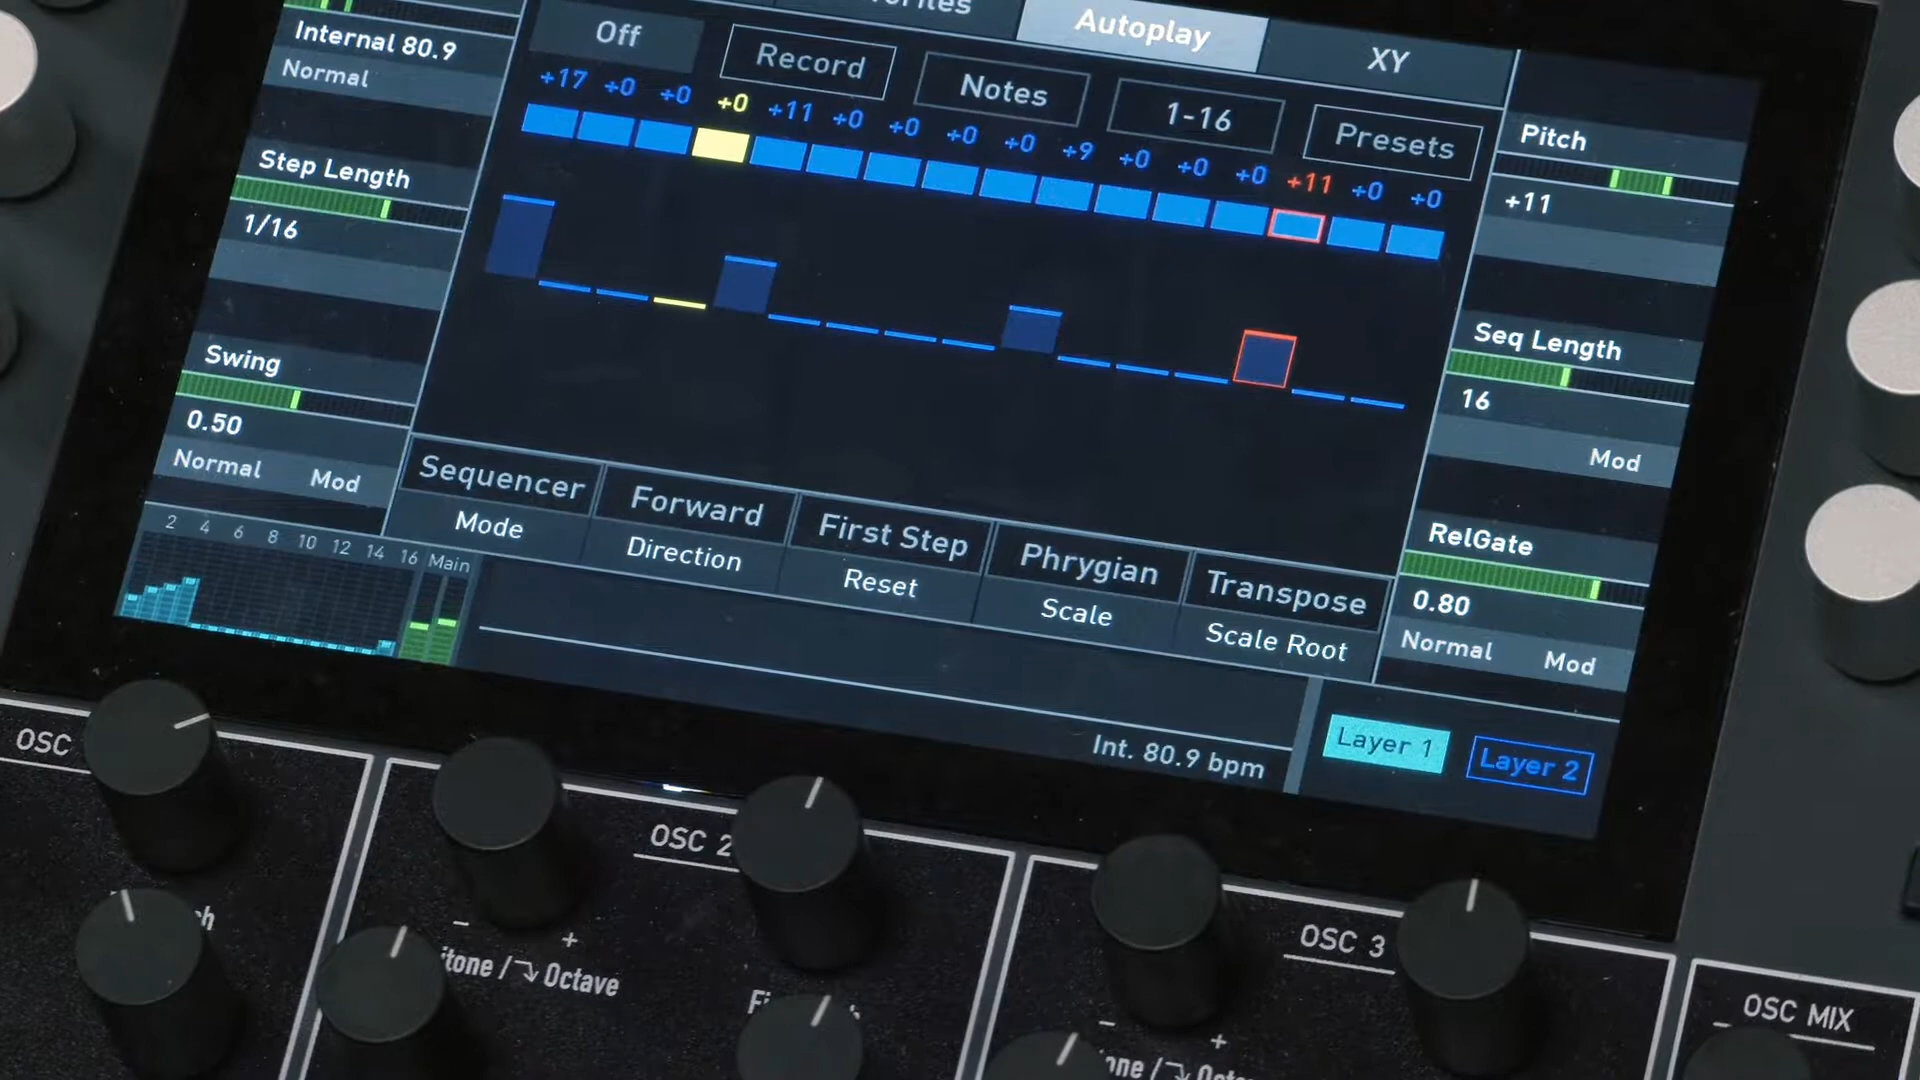 Internal 80.9
Normal
Step Length
1/16
Swing
0.50
Normal Mod
2 4 6 8 10 12 14 16 Main
Autoplay
XY
Off
Record
Notes
1-16
Presets
+17 +0 +0 +0 +11 +0 +0 +0 +0 +9 +0 +0 +0 +11 +0 +0
Sequencer
Mode
Forward
Direction
First Step
Reset
Phrygian
Scale
Transpose
Scale Root
Pitch
+11
Seq Length
16
Mod
RelGate
0.80
Normal Mod
Int. 80.9 bpm
Layer 1
Layer 2
OSC
OSC 2
- +
Octave
OSC 3
- +
OSC MIX